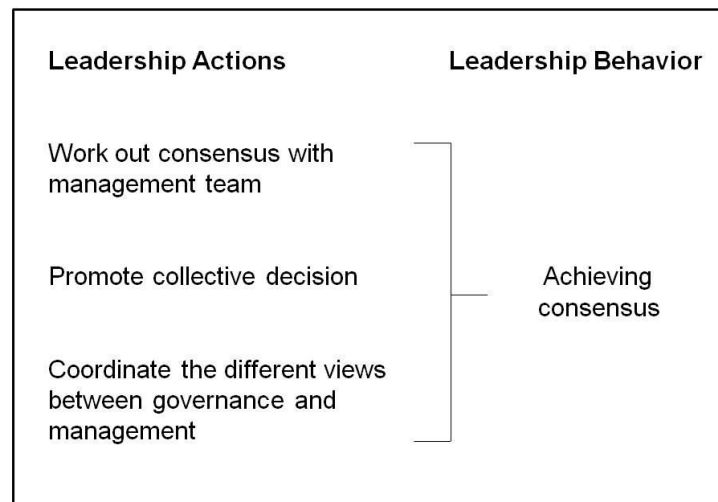 Leadership Actions
Leadership Behavior
Work out consensus with
management team
Promote collective decision
Coordinate the different views
between governance and
management
Achieving
consensus